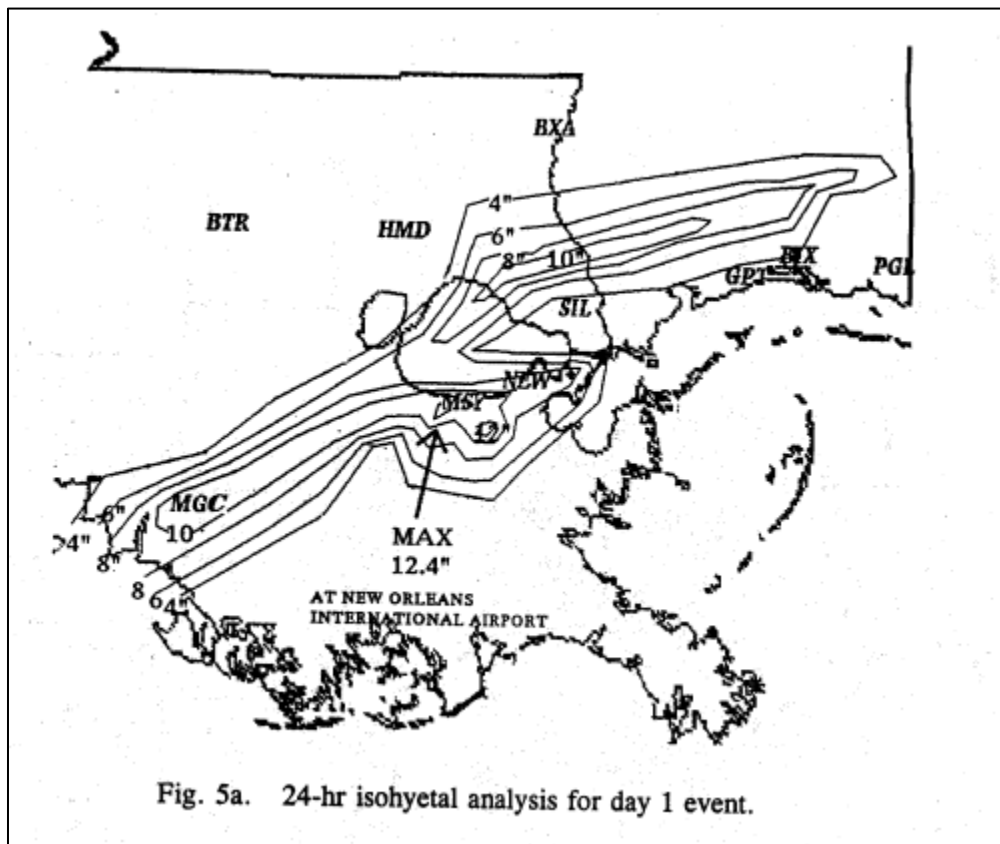 BXA
4"
BTR
HMD
6"
8" 10"
BIX
GPT
PGL
SIL
NEW
MSY
12"
MGC
6"
10
4"
8"
MAX
12.4"
8
6
4"
AT NEW ORLEANS
INTERNATIONAL AIRPORT
Fig. 5a. 24-hr isohyetal analysis for day 1 event.